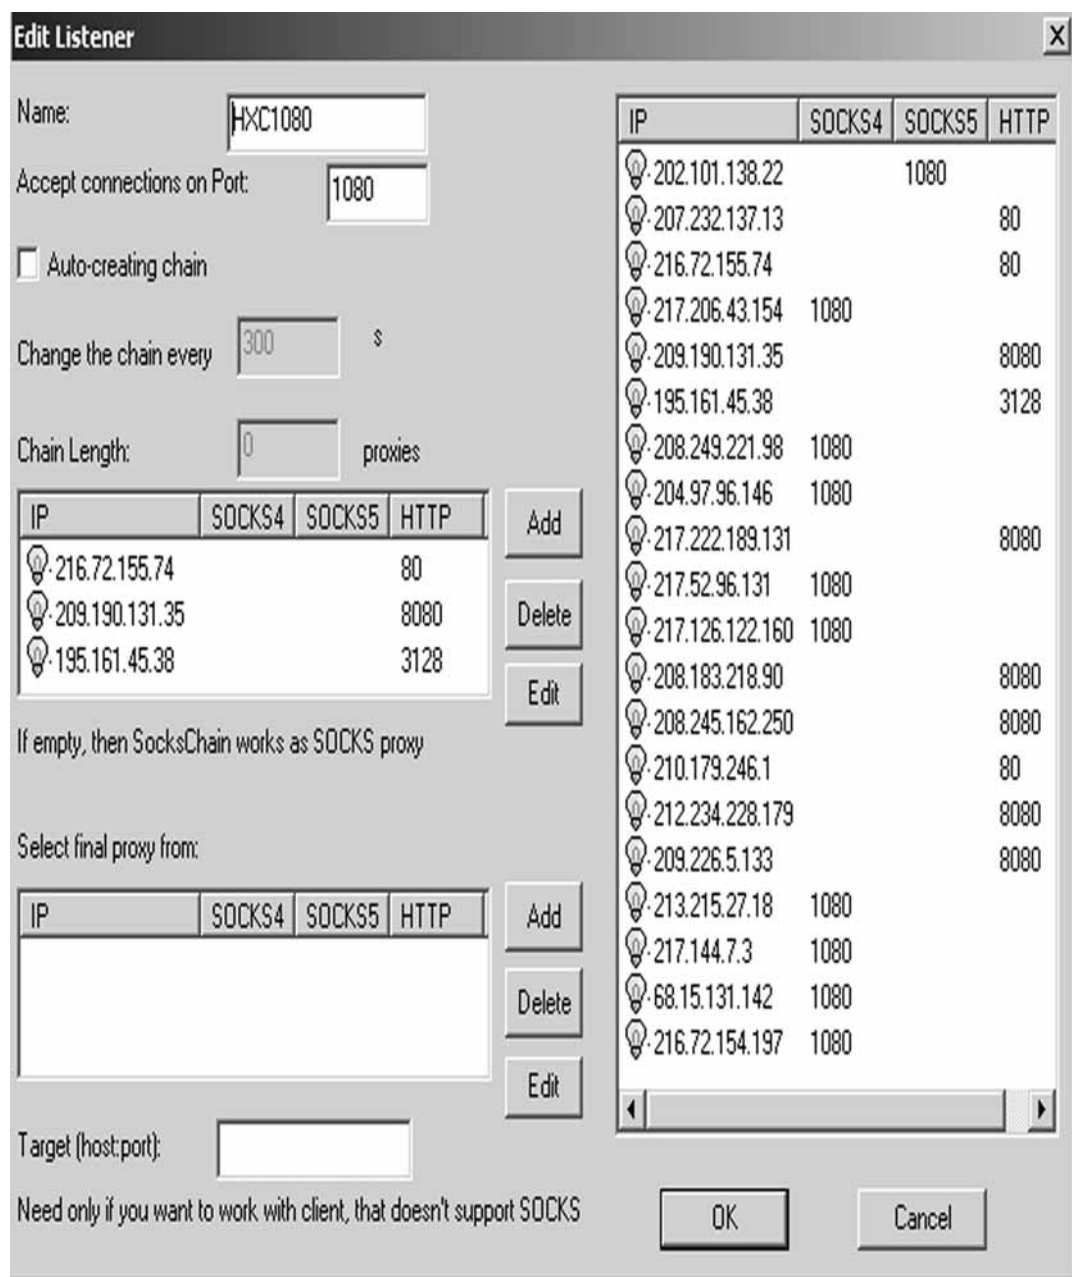 Edit Listener
Name: HXC1080
Accept connections on Port: 1080
Auto-creating chain
Change the chain every 300 s
Chain Length: 0 proxies
IP SOCKS4 SOCKS5 HTTP
216.72.155.74 80
209.190.131.35 8080
195.161.45.38 3128
Add
Delete
Edit
If empty, then SocksChain works as SOCKS proxy
Select final proxy from:
IP SOCKS4 SOCKS5 HTTP
Add
Delete
Edit
Target (host:port):
Need only if you want to work with client, that doesn't support SOCKS
IP SOCKS4 SOCKS5 HTTP
202.101.138.22 1080
207.232.137.13 80
216.72.155.74 80
217.206.43.154 1080
209.190.131.35 8080
195.161.45.38 3128
208.249.221.98 1080
204.97.96.146 1080
217.222.189.131 8080
217.52.96.131 1080
217.126.122.160 1080
208.183.218.90 8080
208.245.162.250 8080
210.179.246.1 80
212.234.228.179 8080
209.226.5.133 8080
213.215.27.18 1080
217.144.7.3 1080
68.15.131.142 1080
216.72.154.197 1080
OK
Cancel